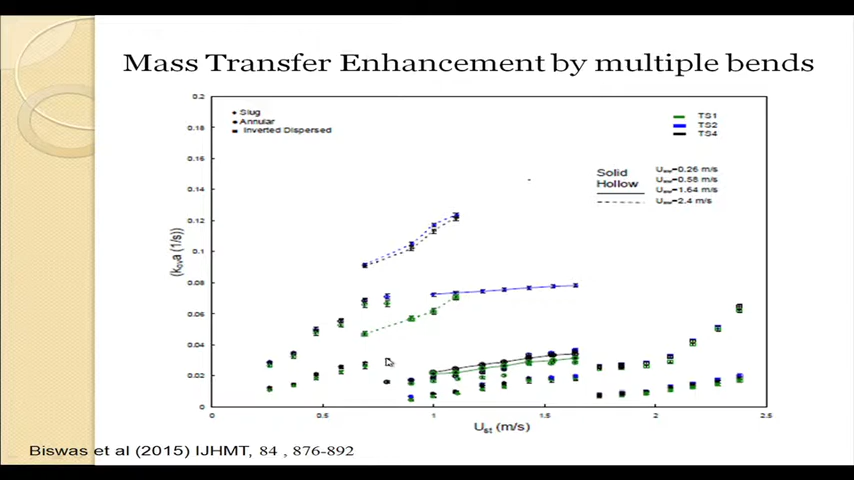 Mass Transfer Enhancement by multiple bends
0.2
0.18
0.16
0.14
0.12
0.1
0.08
0.06
0.04
0.02
0
Slug
Annular
Inverted Dispersed
TS1
TS2
TS4
Solid
Hollow
=0.26 m/s
=0.58 m/s
=1.64 m/s
=2.4 m/s
a (1/s)
0 0.5 1 1.5 2 2.5
Ust (m/s)
Biswas et al (2015) IJHMT, 84 , 876-892